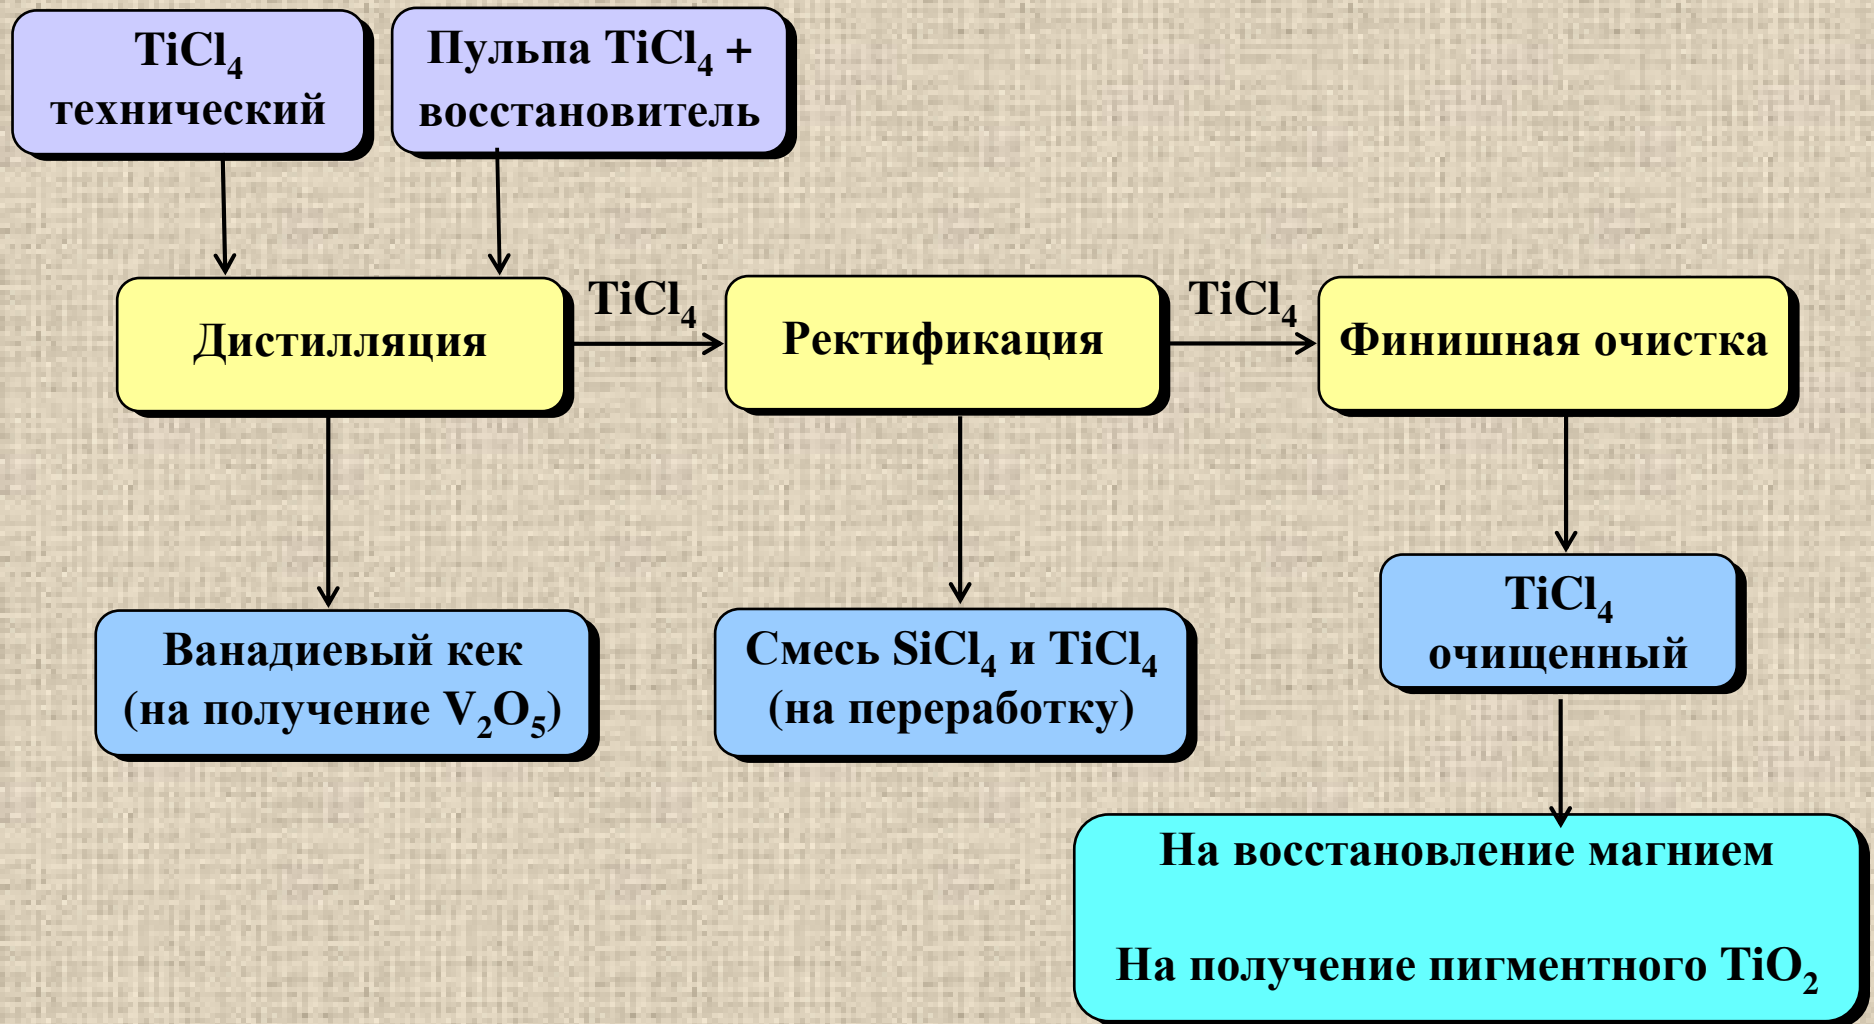 TiCl₄
технический
Пульпа TiCl₄ +
восстановитель
Дистилляция
TiCl₄
Ректификация
TiCl₄
Финишная очистка
Ванадиевый кек
(на получение V₂O₅)
Смесь SiCl₄ и TiCl₄
(на переработку)
TiCl₄
очищенный
На восстановление магнием
На получение пигментного TiO₂